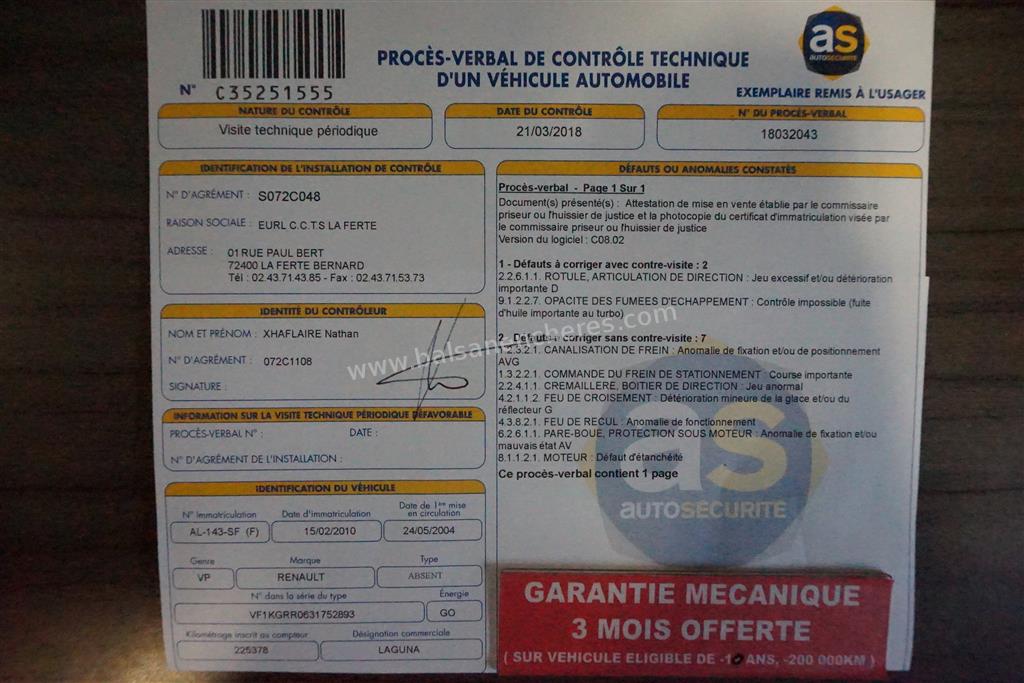 PROCÈS-VERBAL DE CONTRÔLE TECHNIQUE
D'UN VÉHICULE AUTOMOBILE
as
AUTOSECURITE
N° C35251555
EXEMPLAIRE REMIS À L'USAGER
NATURE DU CONTRÔLE
Visite technique périodique
DATE DU CONTRÔLE
21/03/2018
N° DU PROCÈS-VERBAL
18032043
IDENTIFICATION DE L'INSTALLATION DE CONTRÔLE
N° D'AGRÉMENT : S072C048
RAISON SOCIALE : EURL C.C.T.S LA FERTE
ADRESSE : 01 RUE PAUL BERT
72400 LA FERTE BERNARD
Tél : 02.43.71.43.85 - Fax : 02.43.71.53.73
IDENTITÉ DU CONTRÔLEUR
NOM ET PRÉNOM : XHAFLAIRE Nathan
N° D'AGRÉMENT : 072C1108
SIGNATURE :
INFORMATION SUR LA VISITE TECHNIQUE PÉRIODIQUE DÉFAVORABLE
PROCÈS-VERBAL N° : DATE :
N° D'AGRÉMENT DE L'INSTALLATION :
IDENTIFICATION DU VÉHICULE
N° Immatriculation
AL-143-SF (F)
Date d'immatriculation
15/02/2010
Date de 1ère mise
en circulation
24/05/2004
Genre
VP
Marque
RENAULT
Type
ABSENT
N° dans la série du type
VF1KGRR0631752893
Énergie
GO
Kilométrage inscrit au compteur
225378
Désignation commerciale
LAGUNA
DÉFAUTS OU ANOMALIES CONSTATÉS
Procès-verbal - Page 1 Sur 1
Document(s) présenté(s) : Attestation de mise en vente établie par le commissaire
priseur ou l'huissier de justice et la photocopie du certificat d'immatriculation visée par
le commissaire priseur ou l'huissier de justice
Version du logiciel : C08.02
1 - Défauts à corriger avec contre-visite : 2
2.2.6.1.1. ROTULE, ARTICULATION DE DIRECTION : Jeu excessif et/ou détérioration
importante D
9.1.2.2.7. OPACITE DES FUMEES D'ECHAPPEMENT : Contrôle impossible (fuite
d'huile importante au turbo)
2 - Défauts à corriger sans contre-visite : 7
1.2.3.2.1. CANALISATION DE FREIN : Anomalie de fixation et/ou de positionnement
AVG
1.3.2.2.1. COMMANDE DU FREIN DE STATIONNEMENT : Course importante
2.2.4.1.1. CREMAILLERE, BOITIER DE DIRECTION : Jeu anormal
4.2.1.1.2. FEU DE CROISEMENT : Détérioration mineure de la glace et/ou du
réflecteur G
4.3.8.2.1. FEU DE RECUL : Anomalie de fonctionnement
6.2.6.1.1. PARE-BOUE, PROTECTION SOUS MOTEUR : Anomalie de fixation et/ou
mauvais état AV
8.1.1.2.1. MOTEUR : Défaut d'étanchéité
Ce procès-verbal contient 1 page
as
AUTOSECURITE
GARANTIE MECANIQUE
3 MOIS OFFERTE
( SUR VEHICULE ELIGIBLE DE -10 ANS, -200 000KM )
www.balsanencheres.com